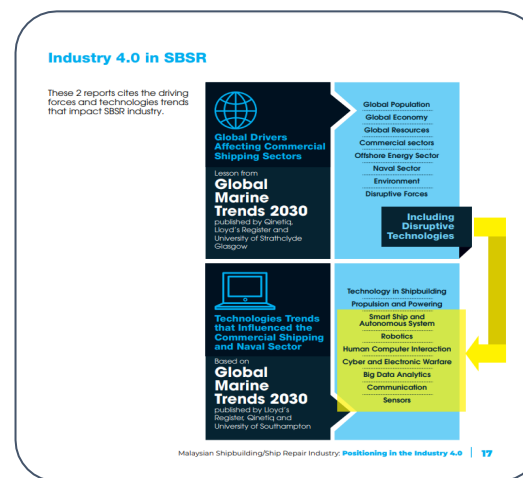 Industry 4.0 in SBSR
These 2 reports cites the driving
forces and technologies trends
that impact SBSR industry.
Global Drivers
Affecting Commercial
Shipping Sectors
Lesson from
Global
Marine
Trends 2030
published by Qinetiq,
Lloyd's Register and
University of Strathclyde
Glasgow
Global Population
Global Economy
Global Resources
Commercial sectors
Offshore Energy Sector
Naval Sector
Environment
Disruptive Forces
Including
Disruptive
Technologies
Technologies Trends
that Influenced the
Commercial Shipping
and Naval Sector
Based on
Global
Marine
Trends 2030
published by Lloyd's
Register, Qinetiq and
University of Southampton
Technology in Shipbuilding
Propulsion and Powering
Smart Ship and
Autonomous System
Robotics
Human Computer Interaction
Cyber and Electronic Warfare
Big Data Analytics
Communication
Sensors
Malaysian Shipbuilding/Ship Repair Industry: Positioning in the Industry 4.0 | 17